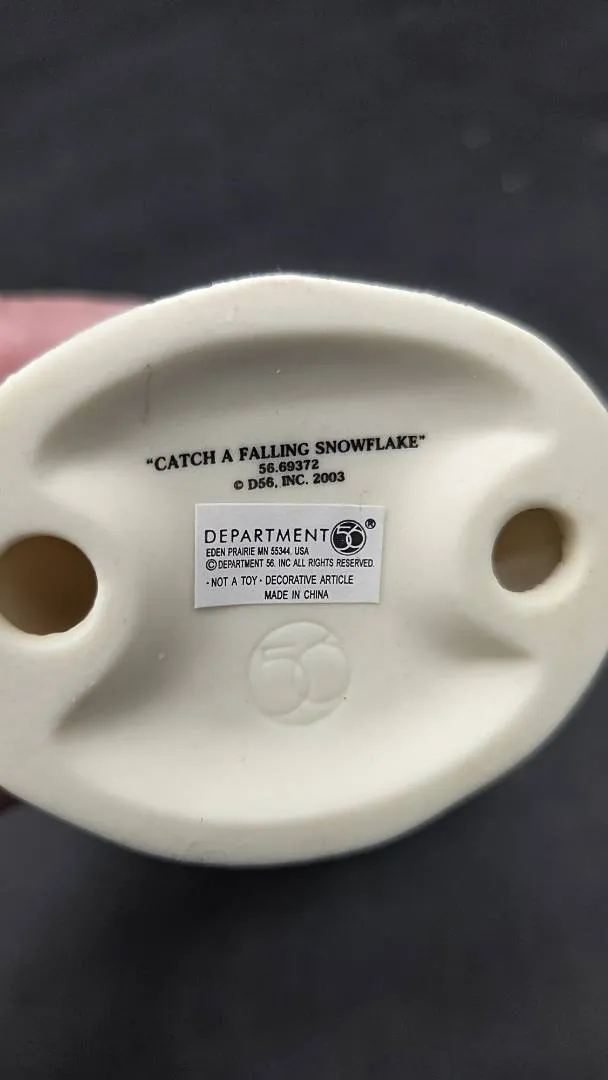 "CATCH A FALLING SNOWFLAKE"
56.69372
© D56, INC. 2003
DEPARTMENT 56®
EDEN PRAIRIE MN 55344, USA
© DEPARTMENT 56. INC ALL RIGHTS RESERVED.
· NOT A TOY · DECORATIVE ARTICLE
MADE IN CHINA
56